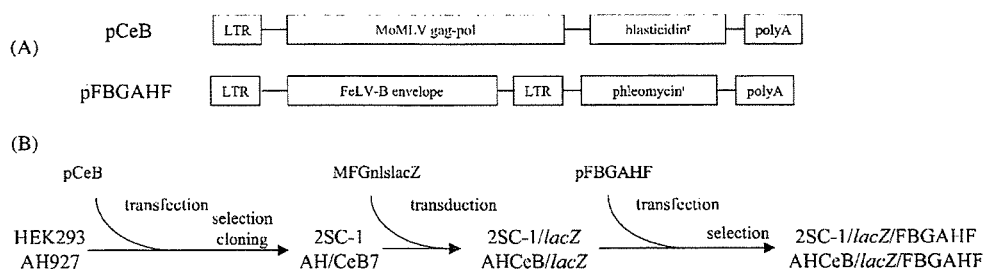 (A)
pCeB LTR MoMLV gag-pol blasticidinʳ polyA
pFBGAHF LTR FeLV-B envelope LTR phleomycinʳ polyA
(B)
pCeB MFGnlslacZ pFBGAHF
transfection selection cloning transduction transfection selection
HEK293 2SC-1 2SC-1/lacZ 2SC-1/lacZ/FBGAHF
AH927 AH/CeB7 AHCeB/lacZ AHCeB/lacZ/FBGAHF